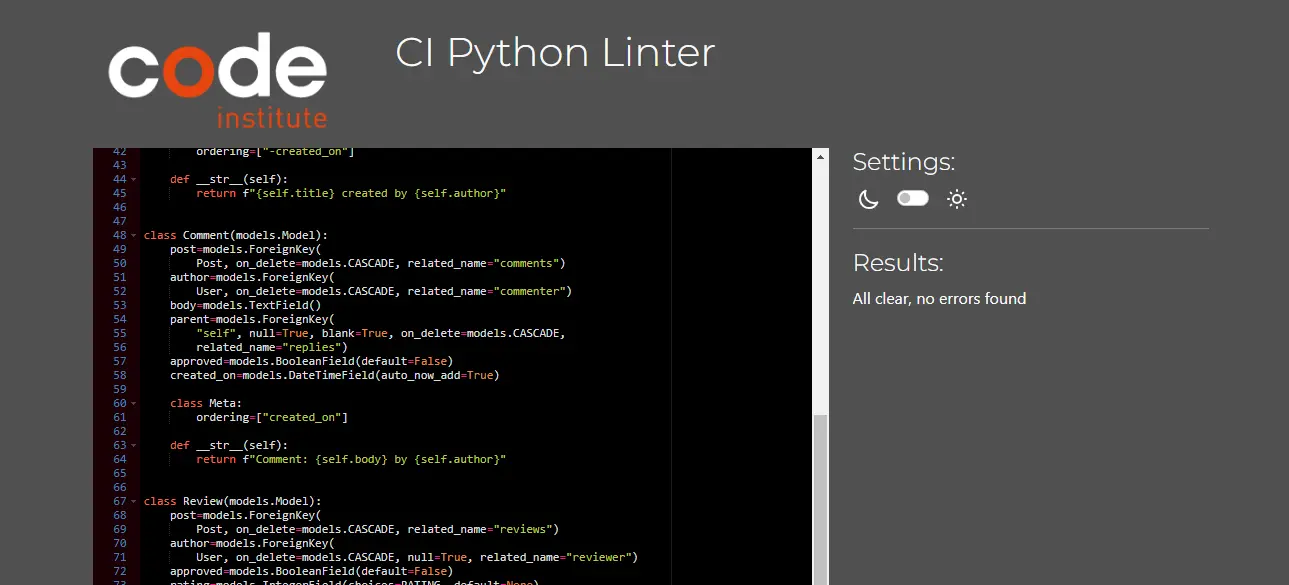 code
institute
CI Python Linter
42 ordering=["-created_on"]
43
44 def __str__(self):
45 return f"{self.title} created by {self.author}"
46
47
48 class Comment(models.Model):
49 post=models.ForeignKey(
50 Post, on_delete=models.CASCADE, related_name="comments")
51 author=models.ForeignKey(
52 User, on_delete=models.CASCADE, related_name="commenter")
53 body=models.TextField()
54 parent=models.ForeignKey(
55 "self", null=True, blank=True, on_delete=models.CASCADE,
56 related_name="replies")
57 approved=models.BooleanField(default=False)
58 created_on=models.DateTimeField(auto_now_add=True)
59
60 class Meta:
61 ordering=["created_on"]
62
63 def __str__(self):
64 return f"Comment: {self.body} by {self.author}"
65
66
67 class Review(models.Model):
68 post=models.ForeignKey(
69 Post, on_delete=models.CASCADE, related_name="reviews")
70 author=models.ForeignKey(
71 User, on_delete=models.CASCADE, null=True, related_name="reviewer")
72 approved=models.BooleanField(default=False)
73 rating=models.IntegerField(choices=RATING, default=None)
Settings:
Results:
All clear, no errors found